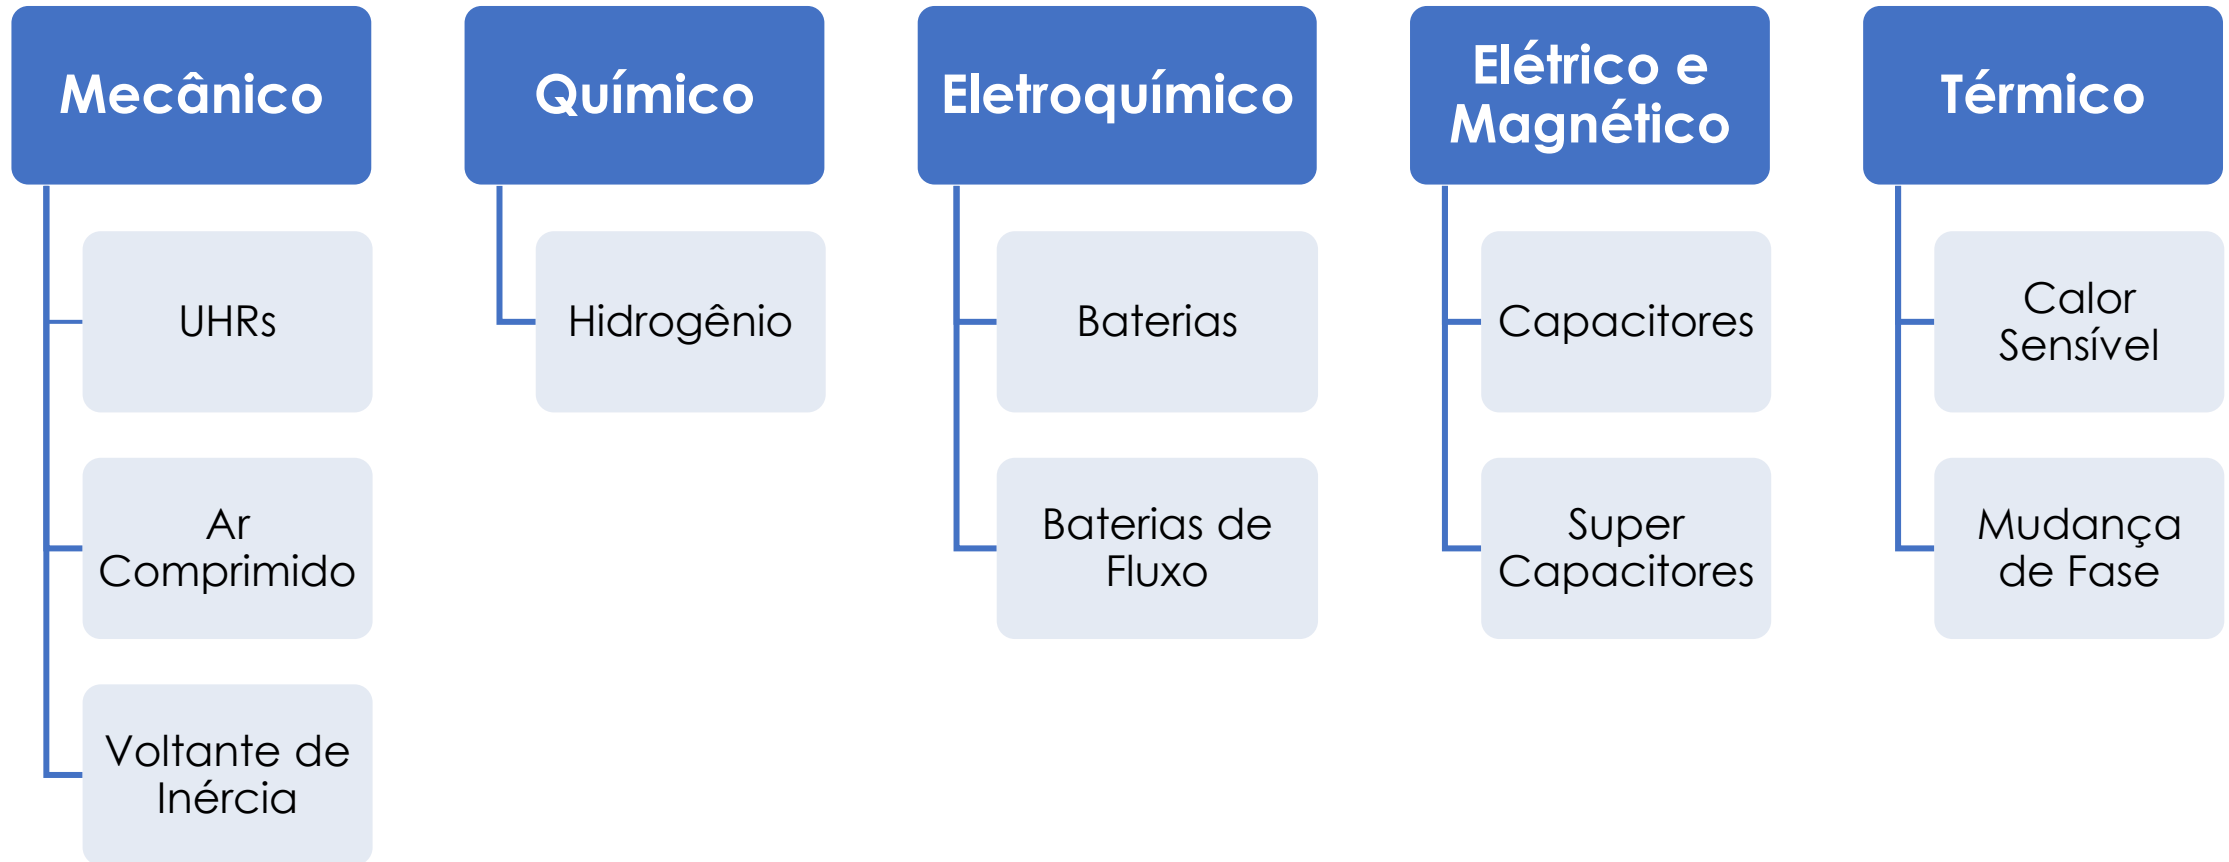 Mecânico
UHRs
Ar
Comprimido
Voltante de
Inércia
Químico
Hidrogênio
Eletroquímico
Baterias
Baterias de
Fluxo
Elétrico e
Magnético
Capacitores
Super
Capacitores
Térmico
Calor
Sensível
Mudança
de Fase